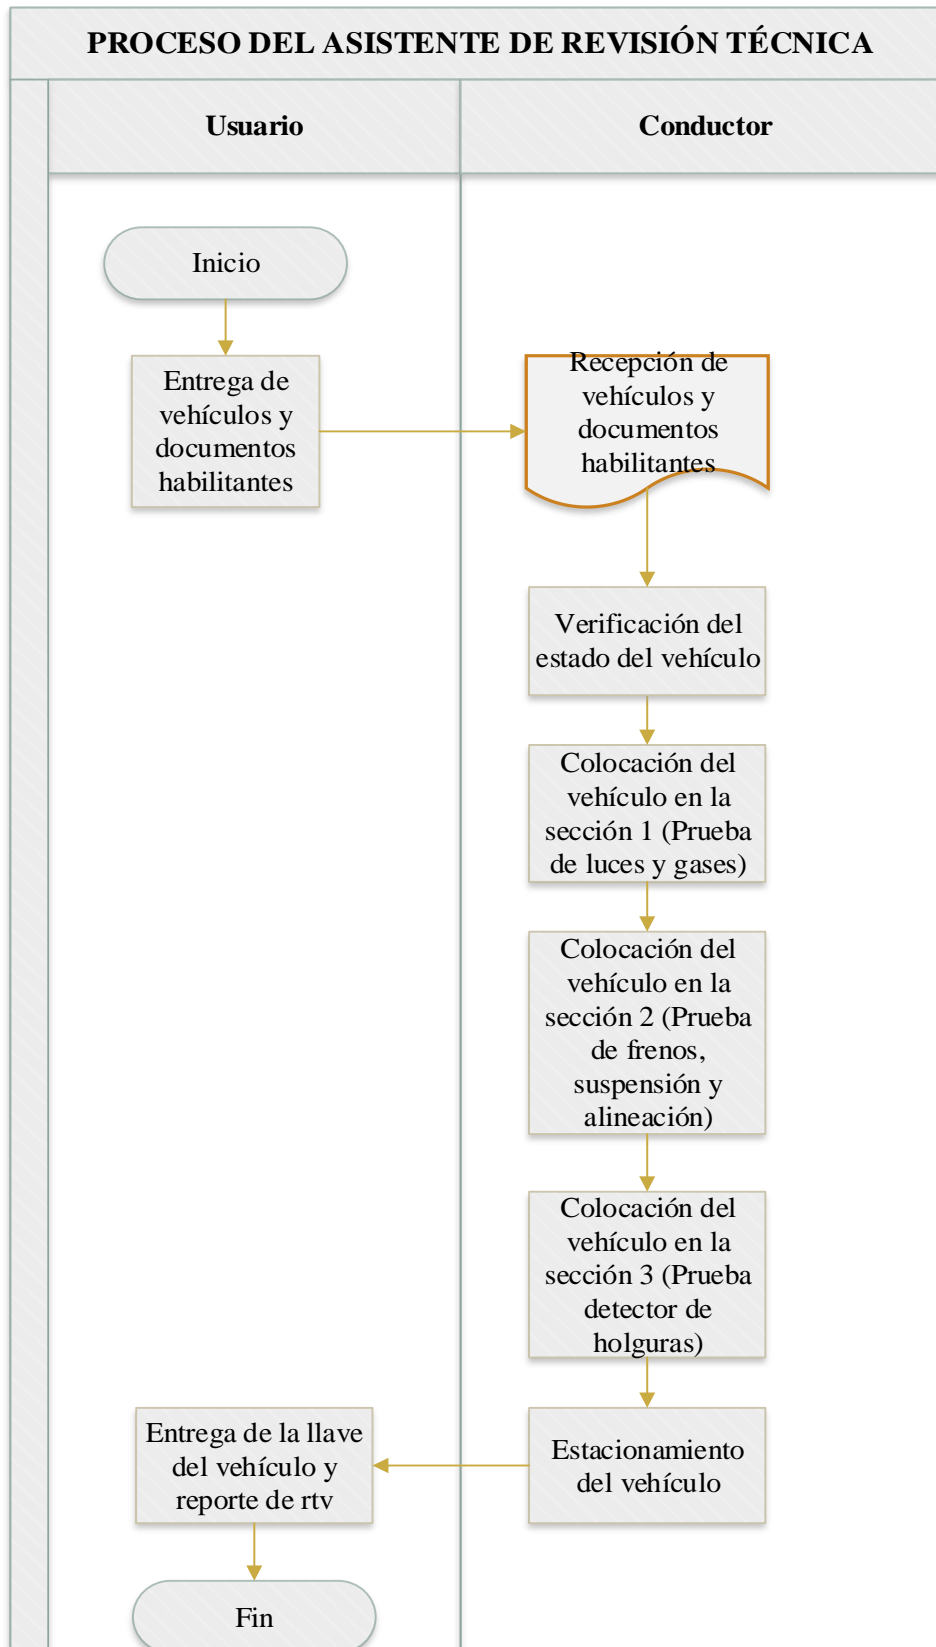 PROCESO DEL ASISTENTE DE REVISIÓN TÉCNICA
Usuario
Conductor
Inicio
Entrega de
vehículos y
documentos
habilitantes
Recepción de
vehículos y
documentos
habilitantes
Verificación del
estado del vehículo
Colocación del
vehículo en la
sección 1 (Prueba
de luces y gases)
Colocación del
vehículo en la
sección 2 (Prueba
de frenos,
suspensión y
alineación)
Colocación del
vehículo en la
sección 3 (Prueba
detector de
holguras)
Estacionamiento
del vehículo
Entrega de la llave
del vehículo y
reporte de rtv
Fin